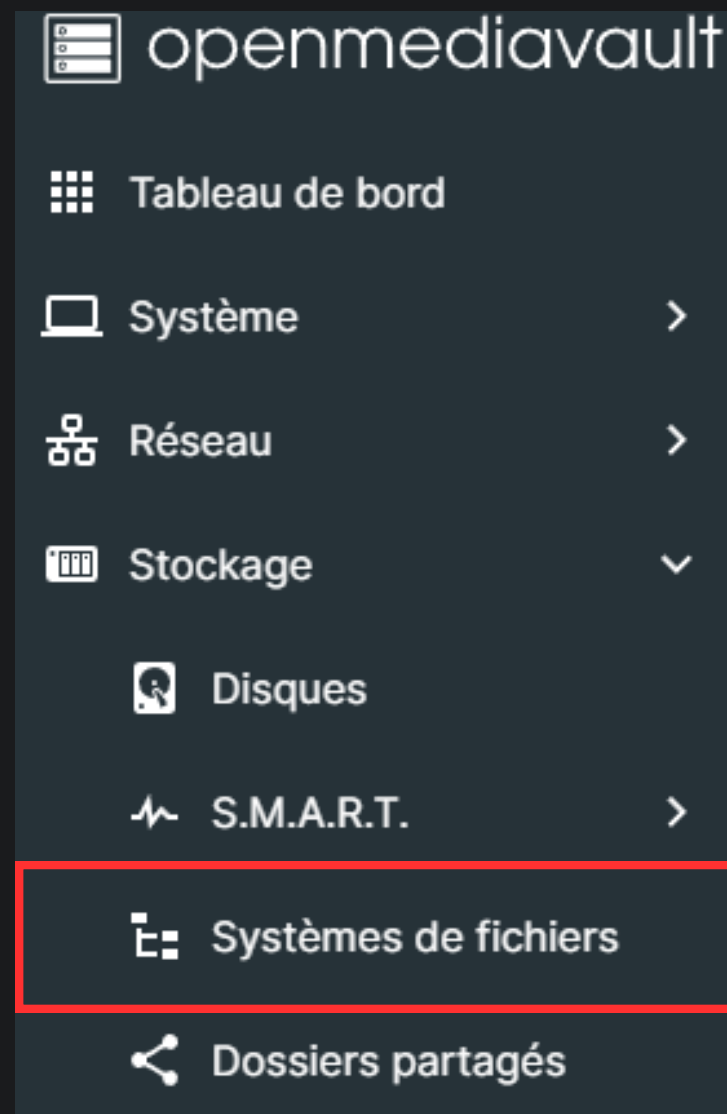 openmediavault
Tableau de bord
Système
Réseau
Stockage
Disques
S.M.A.R.T.
Systèmes de fichiers
Dossiers partagés